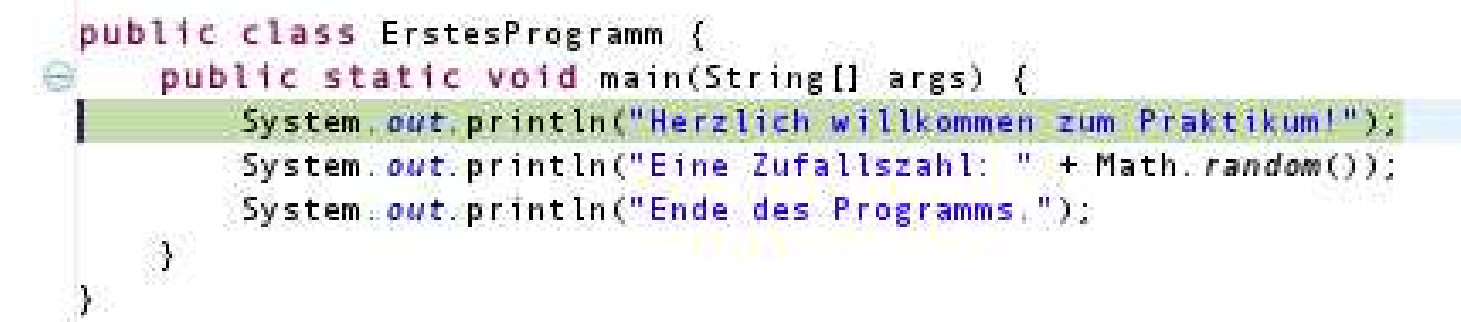 public class ErstesProgramm {
public static void main(String[] args) {
System.out.println("Herzlich willkommen zum Praktikum!");
System.out.println("Eine Zufallszahl: " + Math.random());
System.out.println("Ende des Programms.");
}
}